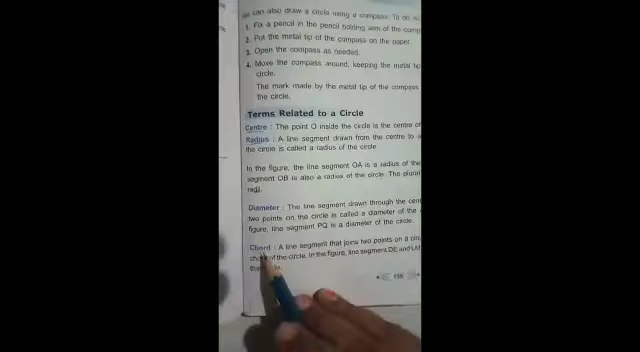 can also draw a circle using a compass. To do
1. Fix a pencil in the pencil holding arm of the
2. Put the metal tip of the compass on the paper.
3. Open the compass as needed.
4. Move the compass around, keeping the metal tip
circle.
The mark made by the metal tip of the compass
the circle.
Terms Related to a Circle
Centre : The point O inside the circle is the centre of
Radius : A line segment drawn from the centre to a
the circle is called a radius of the circle.
In the figure, the line segment OA is a radius of the
segment OB is also a radius of the circle. The plural
radii.
Diameter : The line segment drawn through the
two points on the circle is called a diameter of the
figure, line segment PQ is a diameter of the circle.
Chord : A line segment that joins two points on a
of the circle. In the figure, line segment DE and LM